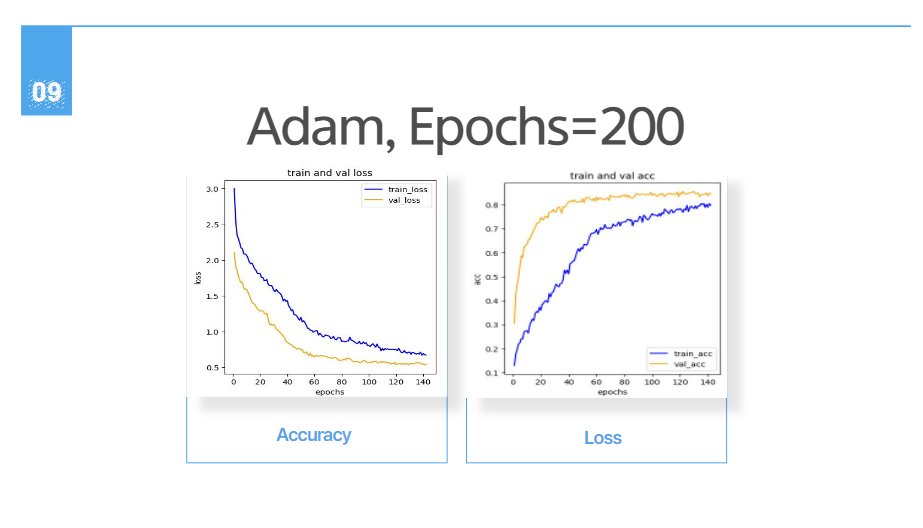 09
Adam, Epochs=200
train and val loss
3.0
2.5
2.0
1.5
1.0
0.5
loss
train_loss
val_loss
0 20 40 60 80 100 120 140
epochs
Accuracy
train and val acc
0.8
0.7
0.6
0.5
0.4
0.3
0.2
0.1
acc
train_acc
val_acc
0 20 40 60 80 100 120 140
epochs
Loss